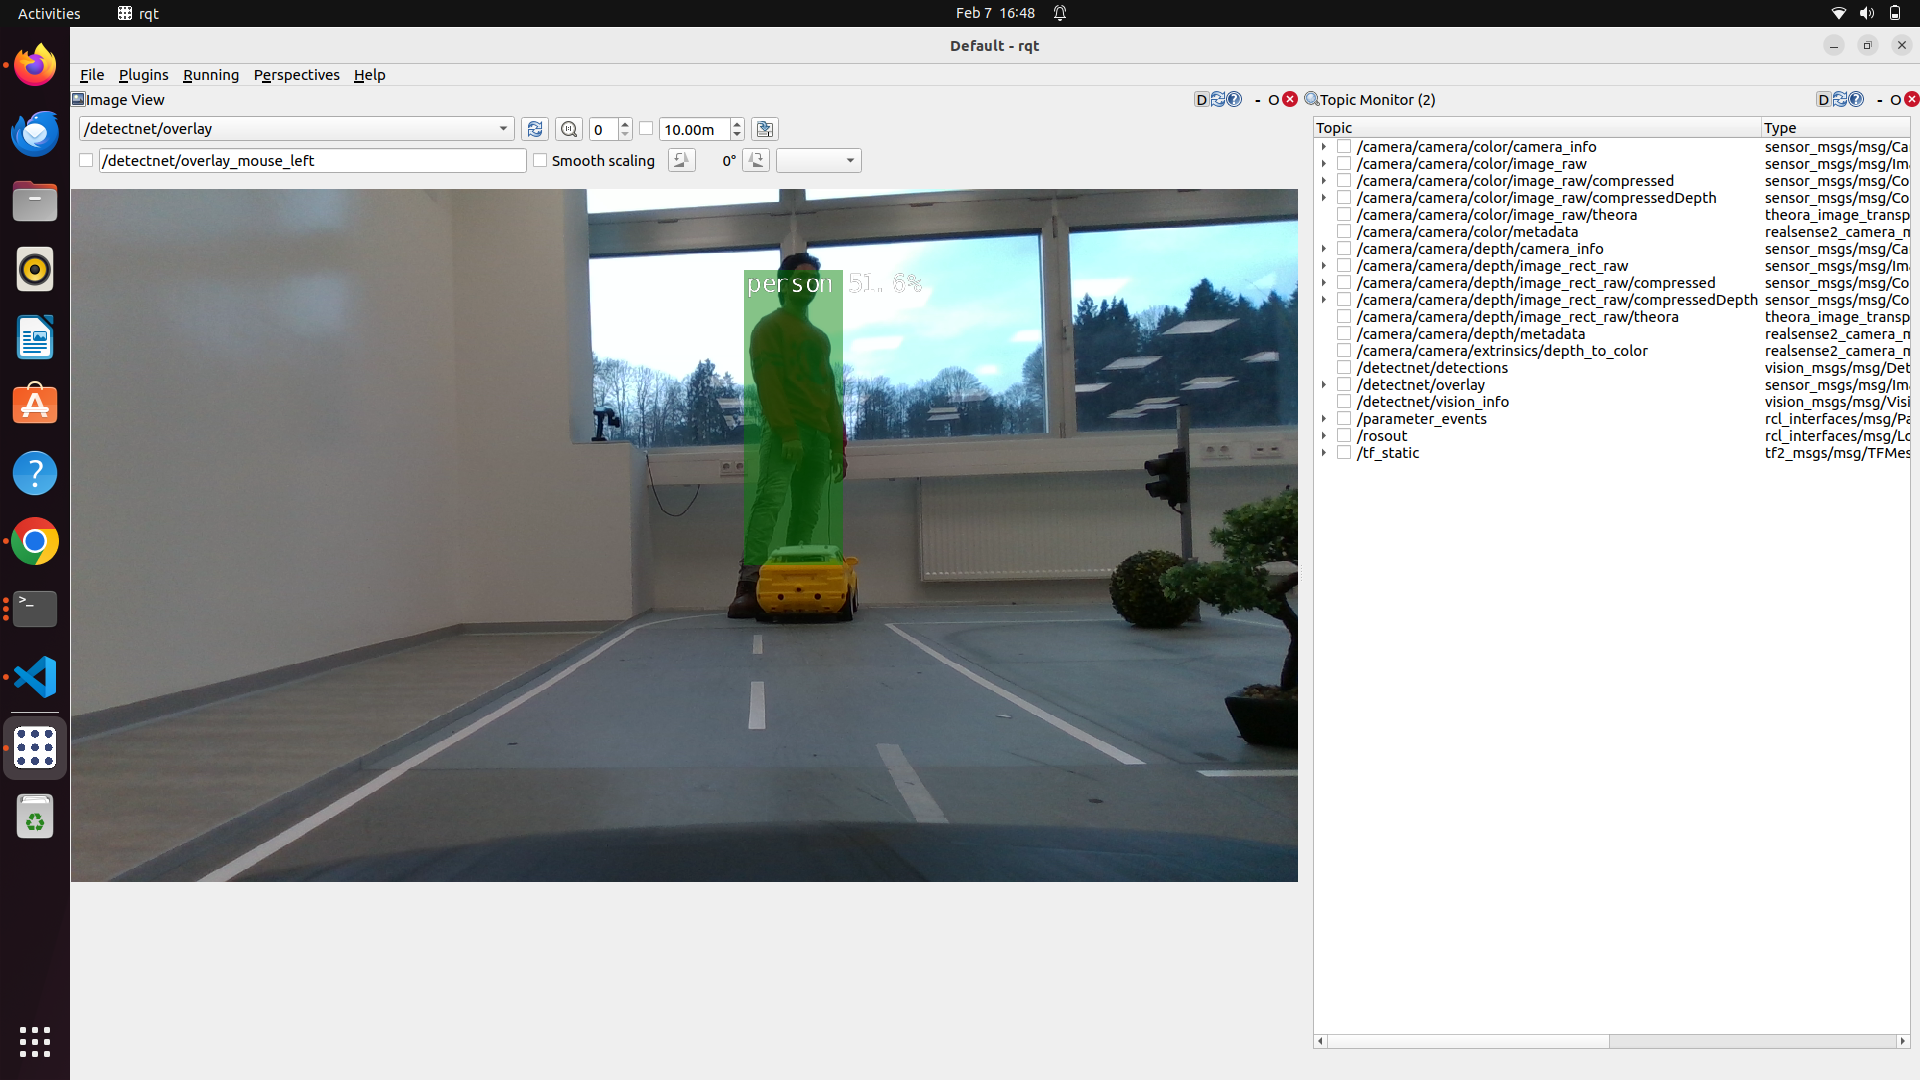 Activities
rqt
Feb 7 16:48
Default - rqt
File Plugins Running Perspectives Help
Image View
D
- O
Topic Monitor (2)
D
- O
/detectnet/overlay
0
10.00m
/detectnet/overlay_mouse_left
Smooth scaling
0°
person 51.6%
Topic Type
/camera/camera/color/camera_info sensor_msgs/msg/Ca
/camera/camera/color/image_raw sensor_msgs/msg/Ima
/camera/camera/color/image_raw/compressed sensor_msgs/msg/Co
/camera/camera/color/image_raw/compressedDepth sensor_msgs/msg/Co
/camera/camera/color/image_raw/theora theora_image_transp
/camera/camera/color/metadata realsense2_camera_m
/camera/camera/depth/camera_info sensor_msgs/msg/Ca
/camera/camera/depth/image_rect_raw sensor_msgs/msg/Ima
/camera/camera/depth/image_rect_raw/compressed sensor_msgs/msg/Co
/camera/camera/depth/image_rect_raw/compressedDepth sensor_msgs/msg/Co
/camera/camera/depth/image_rect_raw/theora theora_image_transp
/camera/camera/depth/metadata realsense2_camera_m
/camera/camera/extrinsics/depth_to_color realsense2_camera_m
/detectnet/detections vision_msgs/msg/Det
/detectnet/overlay sensor_msgs/msg/Ima
/detectnet/vision_info vision_msgs/msg/Visi
/parameter_events rcl_interfaces/msg/Pa
/rosout rcl_interfaces/msg/Lo
/tf_static tf2_msgs/msg/TFMes